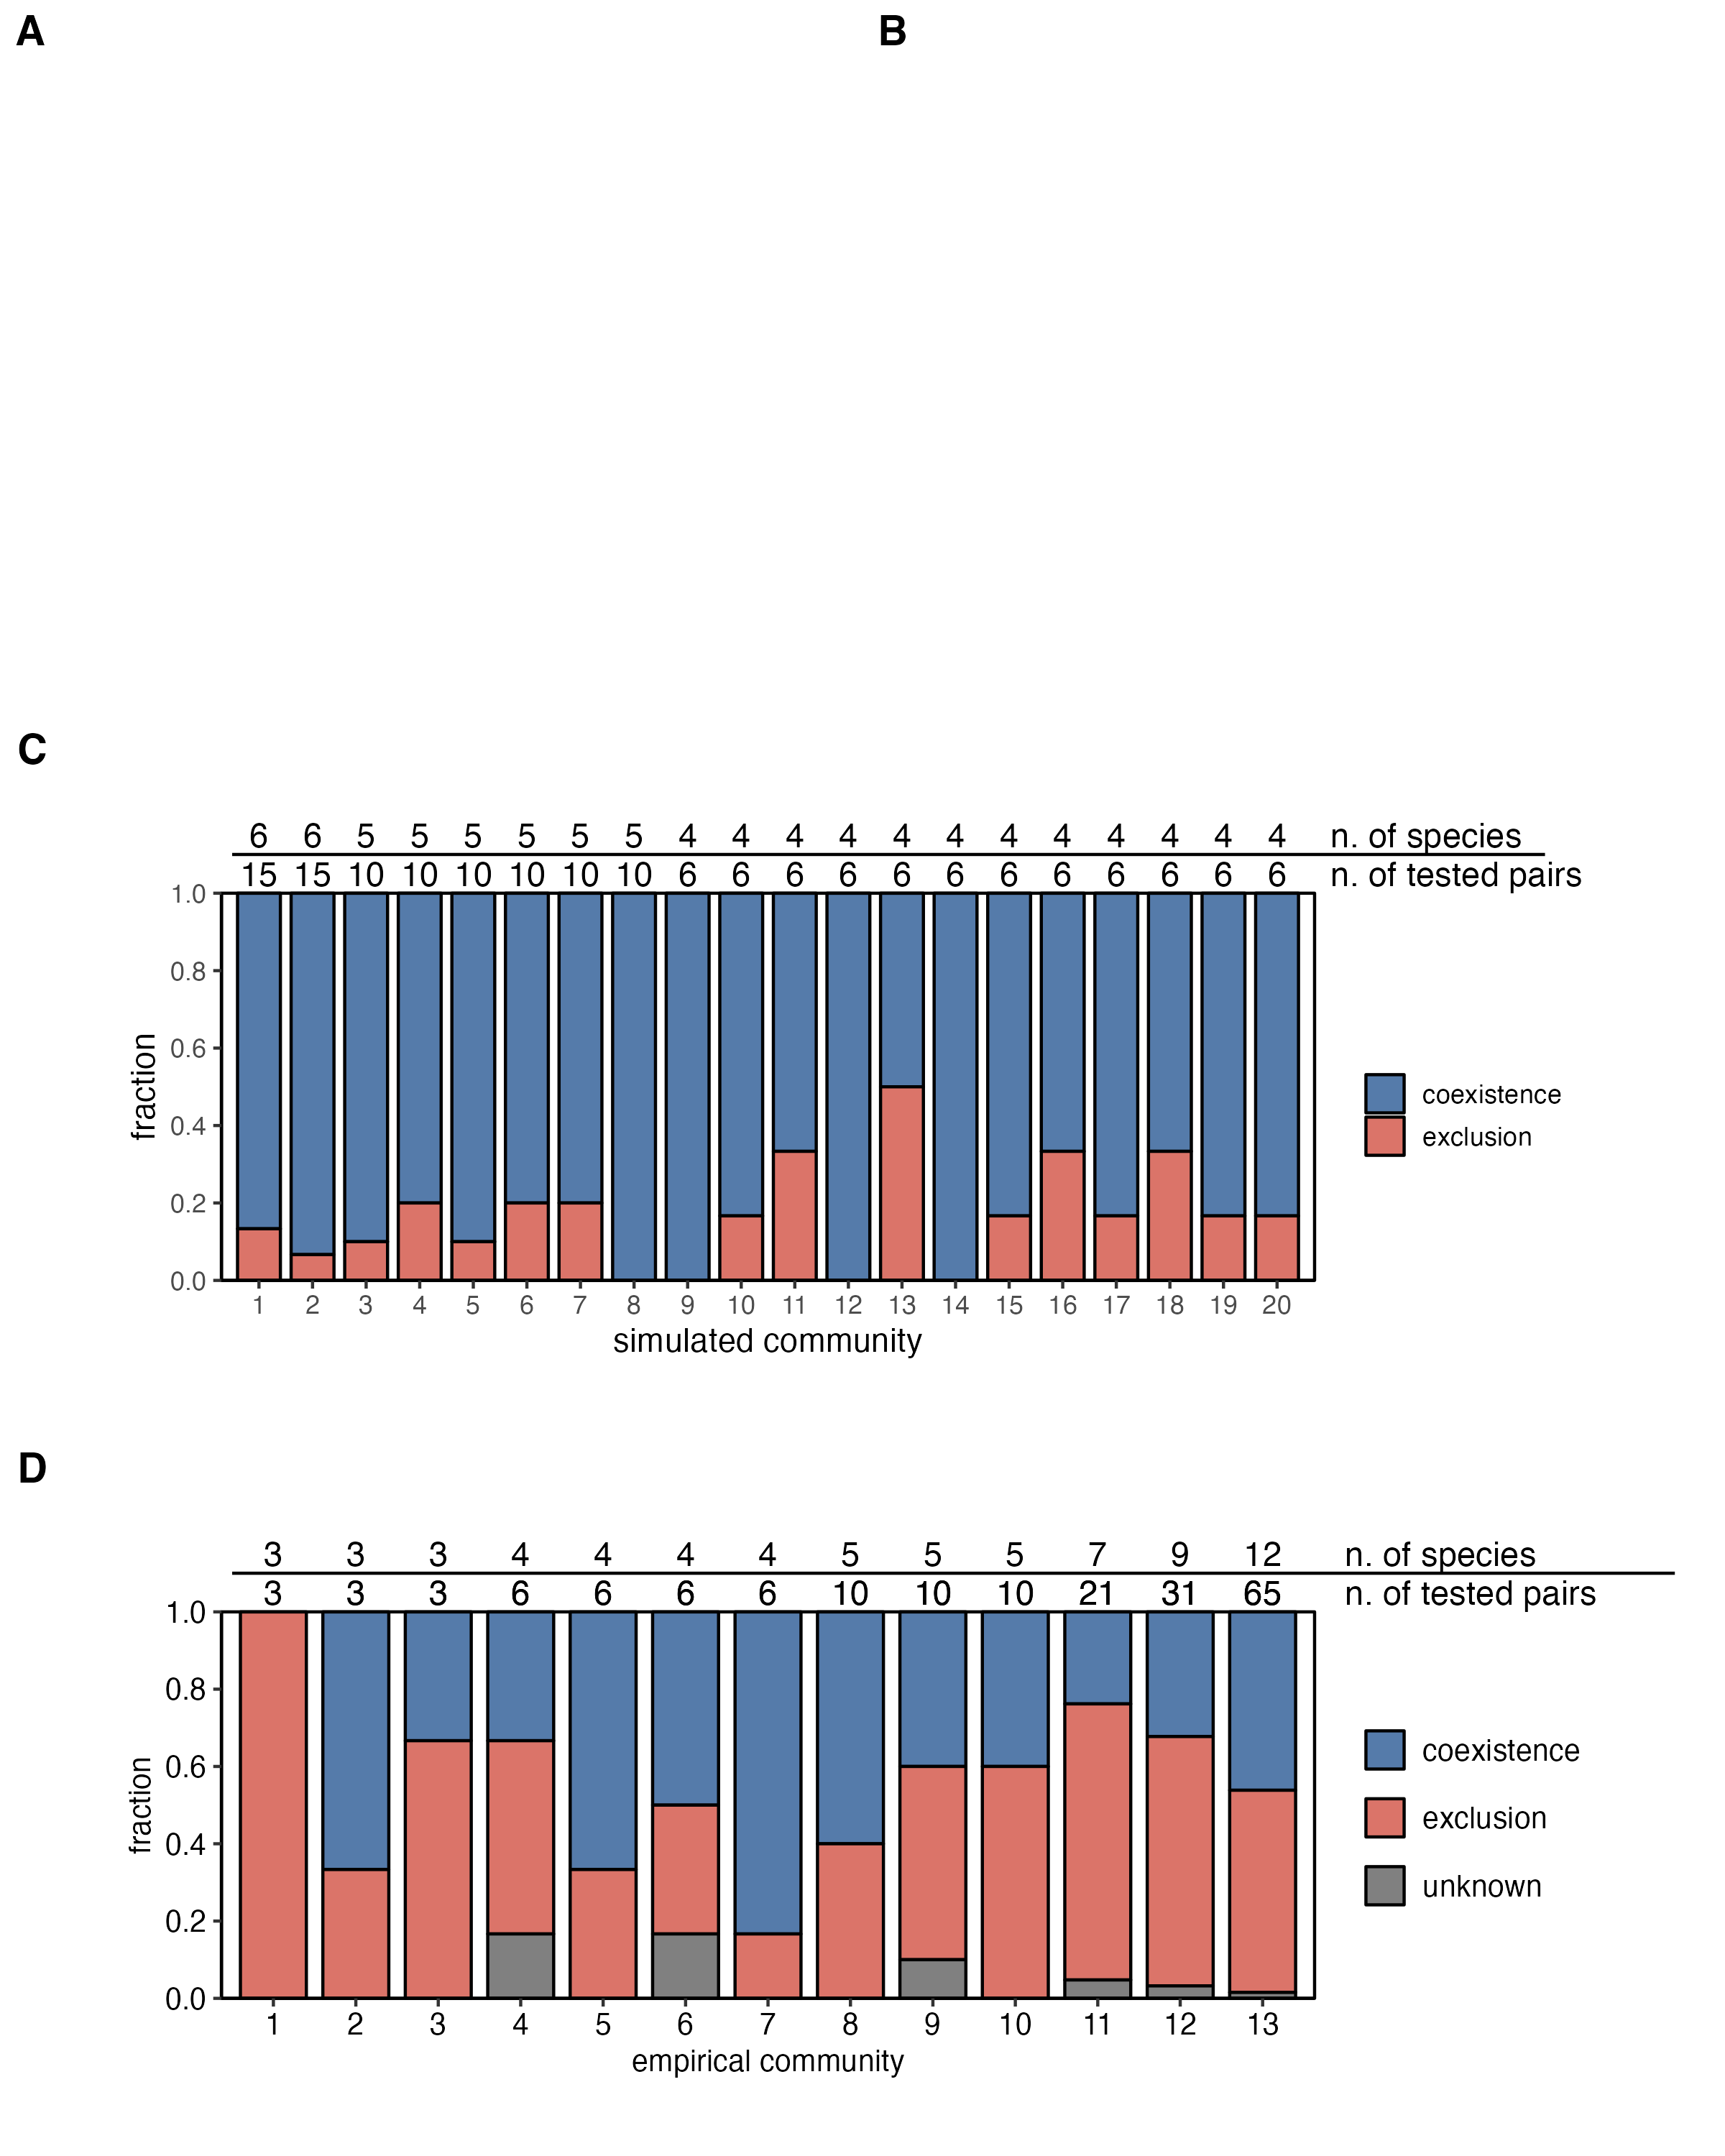 A
B
C
6 6 5 5 5 5 5 5 4 4 4 4 4 4 4 4 4 4 4 4 n. of species
15 15 10 10 10 10 10 10 6 6 6 6 6 6 6 6 6 6 6 6 n. of tested pairs
1.0
0.8
0.6
0.4
0.2
0.0
fraction
coexistence
exclusion
1 2 3 4 5 6 7 8 9 10 11 12 13 14 15 16 17 18 19 20
simulated community
D
3 3 3 4 4 4 4 5 5 5 7 9 12 n. of species
3 3 3 6 6 6 6 10 10 10 21 31 65 n. of tested pairs
1.0
0.8
0.6
0.4
0.2
0.0
fraction
coexistence
exclusion
unknown
1 2 3 4 5 6 7 8 9 10 11 12 13
empirical community